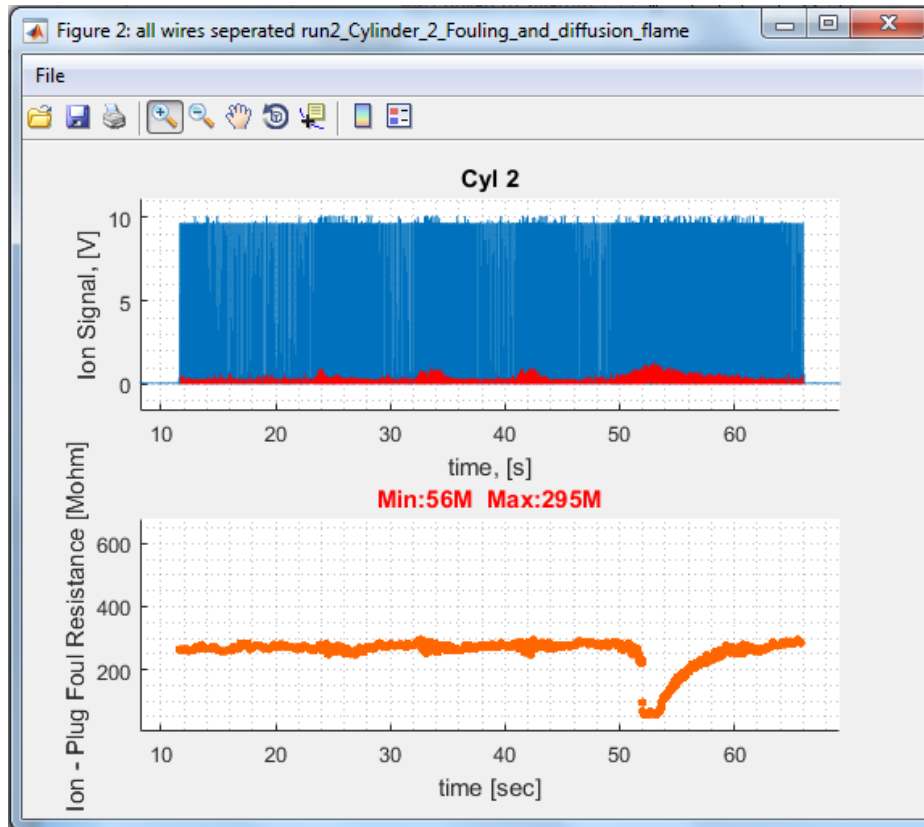 Figure 2: all wires seperated run2_Cylinder_2_Fouling_and_diffusion_flame
File
Cyl 2
Ion Signal, [V]
10
5
0
10 20 30 40 50 60
time, [s]
Min:56M Max:295M
Ion - Plug Foul Resistance [Mohm]
600
400
200
10 20 30 40 50 60
time [sec]